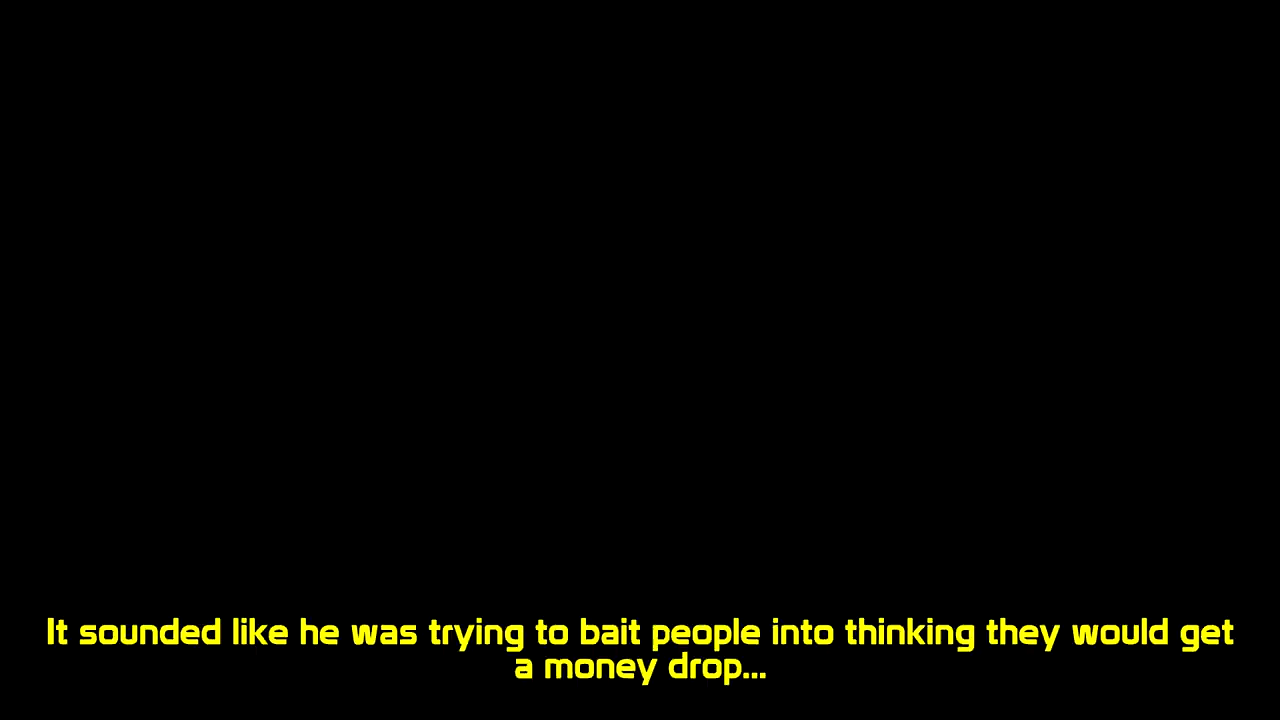 It sounded like he was trying to bait people into thinking they would get
a money drop...